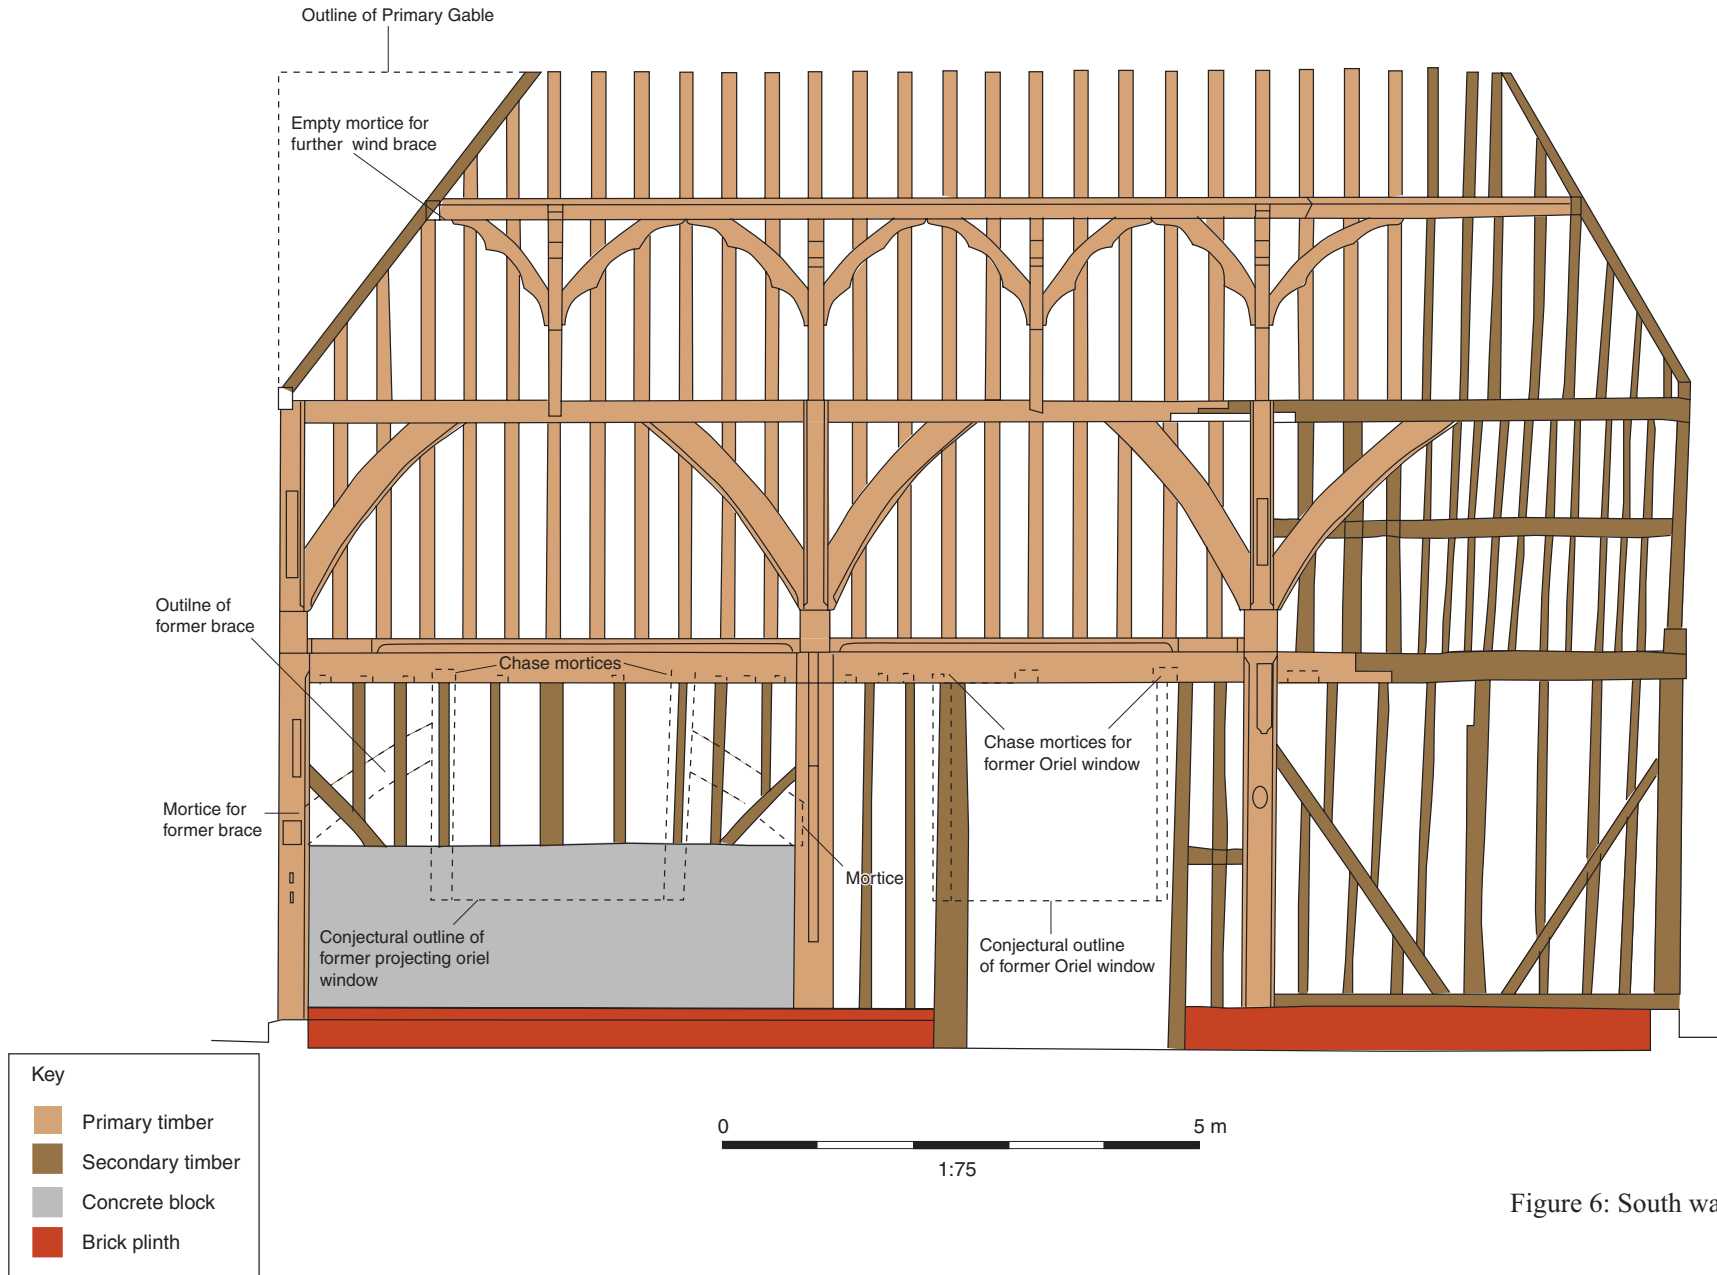 Outline of Primary Gable
Empty mortice for
further wind brace
Outilne of
former brace
Chase mortices
Chase mortices for
former Oriel window
Mortice for
former brace
Mortice
Conjectural outline of
former projecting oriel
window
Conjectural outline
of former Oriel window
Key
Primary timber
Secondary timber
Concrete block
Brick plinth
0 5 m
1:75
Figure 6: South wa